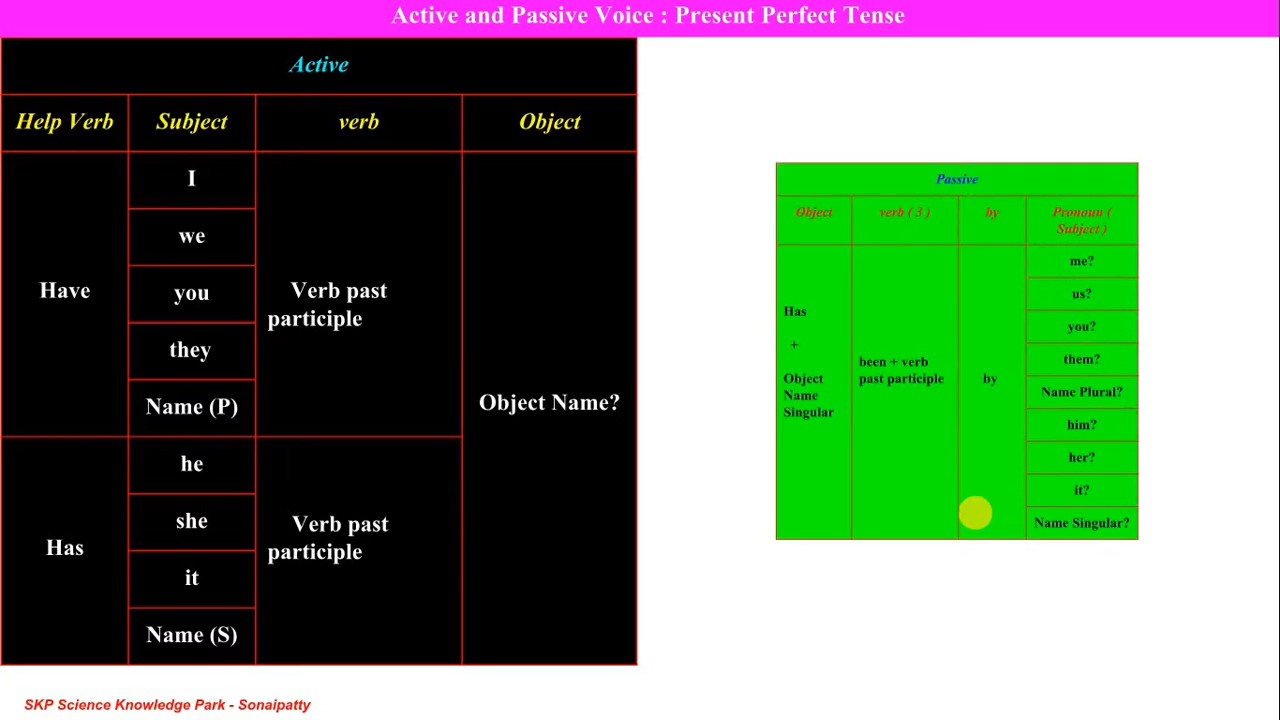 Active and Passive Voice : Present Perfect Tense
Active
Help Verb
Subject
verb
Object
Have
I
we
you
they
Name (P)
Verb past
participle
Object Name?
Has
he
she
it
Name (S)
Verb past
participle
Passive
Object
verb ( 3 )
by
Pronoun (
Subject )
Has
+
Object
Name
Singular
been + verb
past participle
by
me?
us?
you?
them?
Name Plural?
him?
her?
it?
Name Singular?
SKP Science Knowledge Park - Sonaipatty